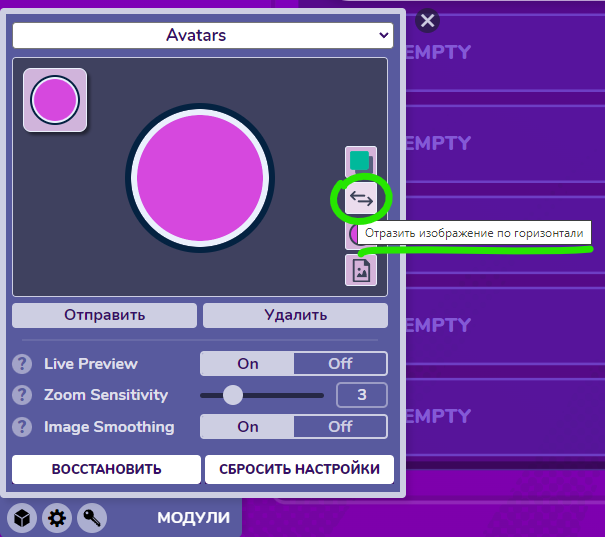 Avatars
EMPTY
EMPTY
Отразить изображение по горизонтали
EMPTY
Отправить
Удалить
? Live Preview On Off
? Zoom Sensitivity 3
EMPTY
? Image Smoothing On Off
ВОССТАНОВИТЬ
СБРОСИТЬ НАСТРОЙКИ
МОДУЛИ